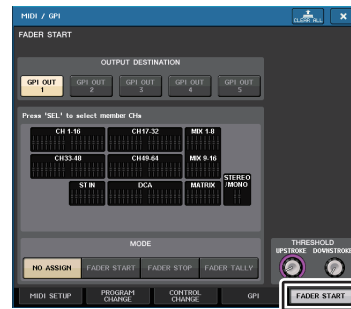 MIDI / GPI
CLEAR ALL
×
FADER START
OUTPUT DESTINATION
GPI OUT 1
GPI OUT 2
GPI OUT 3
GPI OUT 4
GPI OUT 5
Press 'SEL' to select member CHs
CH 1-16
CH17-32
MIX 1-8
CH33-48
CH49-64
MIX 9-16
ST IN
DCA
MATRIX
STEREO /MONO
MODE
NO ASSIGN
FADER START
FADER STOP
FADER TALLY
THRESHOLD
UPSTROKE DOWNSTROKE
MIDI SETUP
PROGRAM CHANGE
CONTROL CHANGE
GPI
FADER START